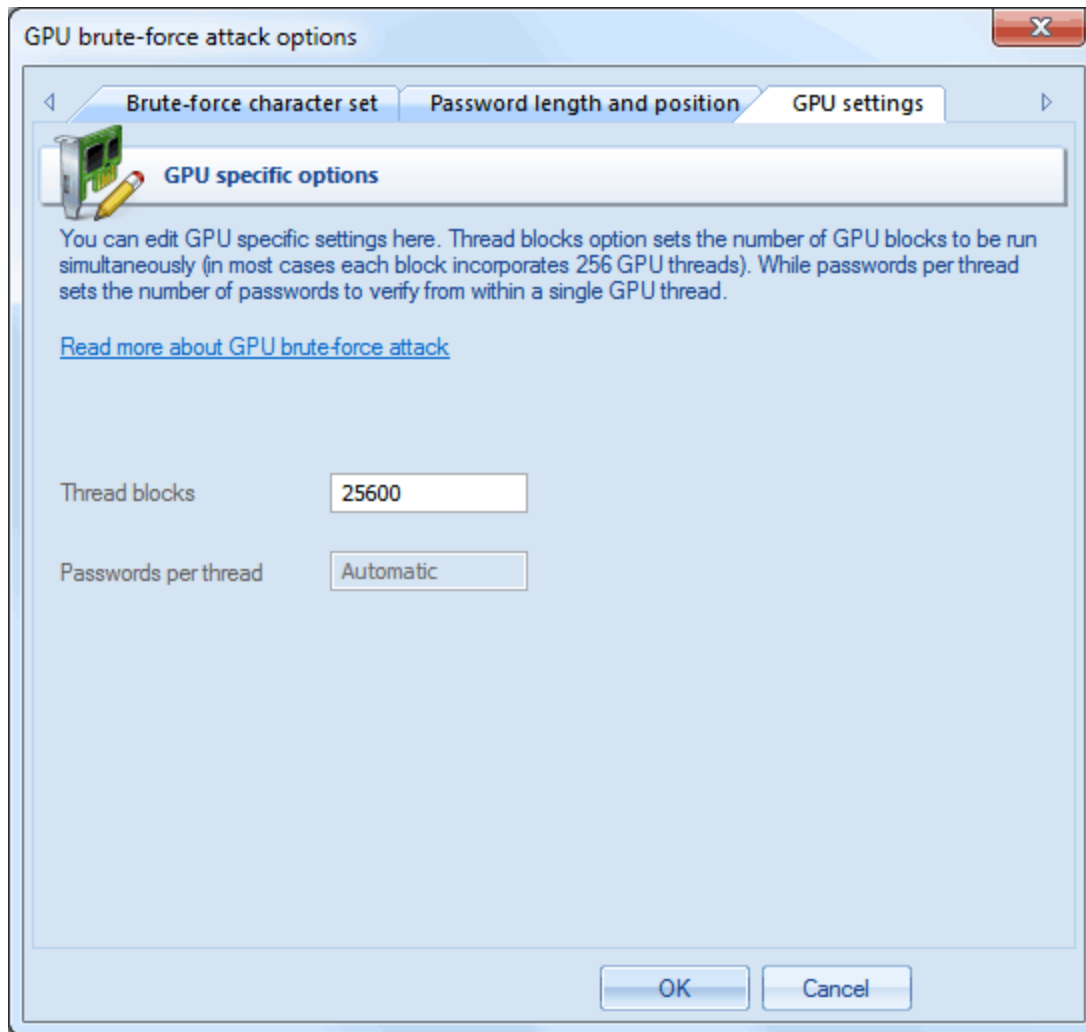 GPU brute-force attack options
Brute-force character set
Password length and position
GPU settings
GPU specific options
You can edit GPU specific settings here. Thread blocks option sets the number of GPU blocks to be run
simultaneously (in most cases each block incorporates 256 GPU threads). While passwords per thread
sets the number of passwords to verify from within a single GPU thread.
Read more about GPU brute-force attack
Thread blocks
25600
Passwords per thread
Automatic
OK
Cancel